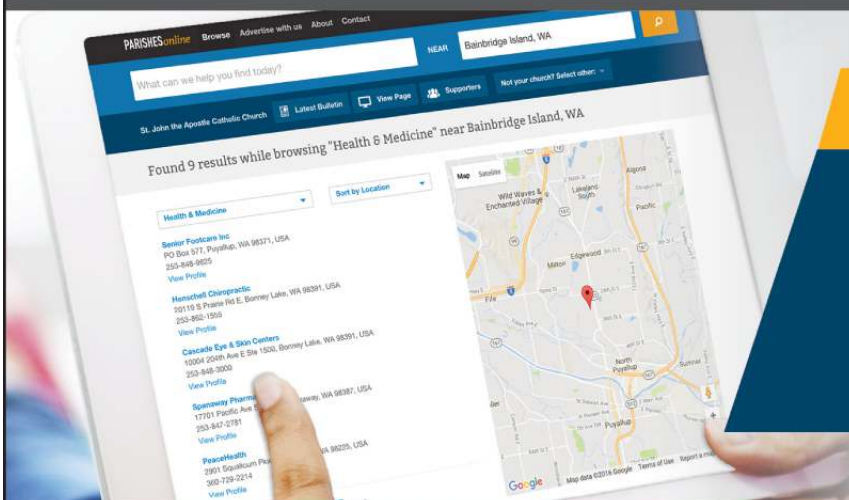 PARISHESonline Browse Advertise with us About Contact
What can we help you find today?
NEAR
Bainbridge Island, WA
St. John the Apostle Catholic Church
Latest Bulletin
View Page
Supporters
Not your church? Select other:
Found 9 results while browsing "Health & Medicine" near Bainbridge Island, WA
Health & Medicine
Sort by Location
Senior Footcare Inc
PO Box 577, Puyallup, WA 98371, USA
253-848-9825
View Profile
Henschell Chiropractic
20119 S Prairie Rd E, Bonney Lake, WA 98391, USA
253-862-1555
View Profile
Cascade Eye & Skin Centers
10004 204th Ave E Ste 1500, Bonney Lake, WA 98391, USA
253-848-3000
View Profile
Spanaway
17701 Pacific Ave
WA 98387, USA
253-847-2781
View Profile
PeaceHealth
2901 Squalicum
98225, USA
360-729-2214
View Profile
Map Satellite
Wild Waves &
Enchanted Village
Lakeland
South
Algona
Pacific
Milton
Edgewood
Fife
North
Puyallup
Sumner
Puyallup
Google
Map data ©2016 Google Terms of Use